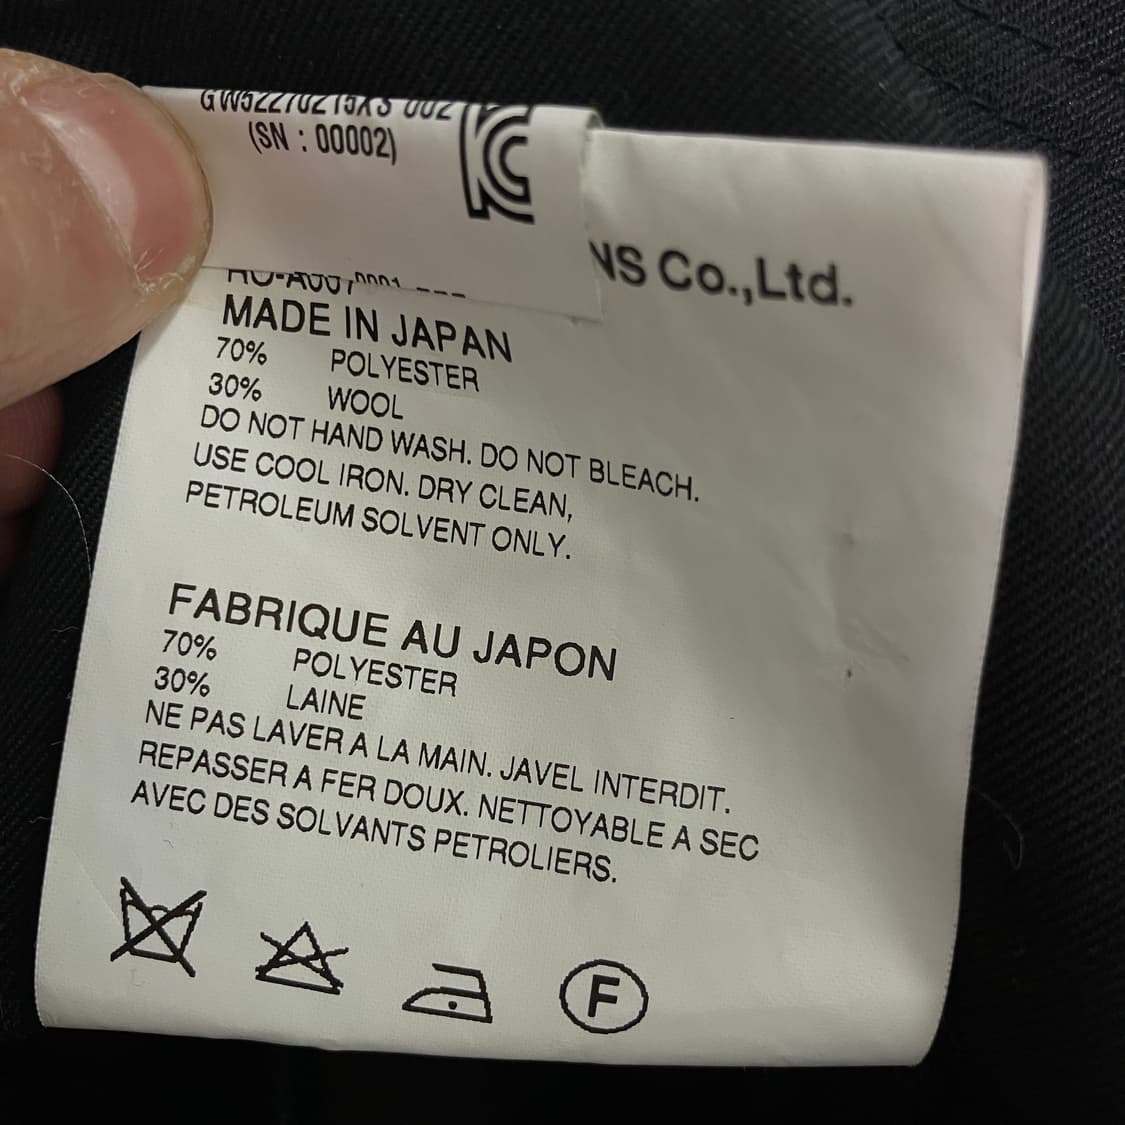 (SN : 00002)
Co.,Ltd.
MADE IN JAPAN
70% POLYESTER
30% WOOL
DO NOT HAND WASH. DO NOT BLEACH.
USE COOL IRON. DRY CLEAN,
PETROLEUM SOLVENT ONLY.
FABRIQUE AU JAPON
70% POLYESTER
30% LAINE
NE PAS LAVER A LA MAIN. JAVEL INTERDIT.
REPASSER A FER DOUX. NETTOYABLE A SEC
AVEC DES SOLVANTS PETROLIERS.
F